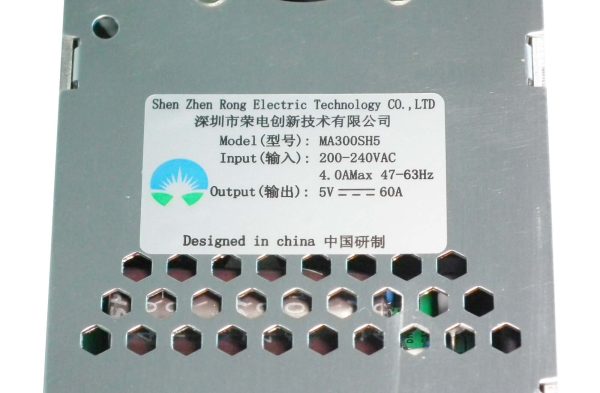 Shen Zhen Rong Electric Technology CO.,LTD
深圳市荣电创新技术有限公司
Model(型号): MA300SH5
Input(输入): 200-240VAC
4.0AMax 47-63Hz
Output(输出): 5V 60A
Designed in china 中国研制